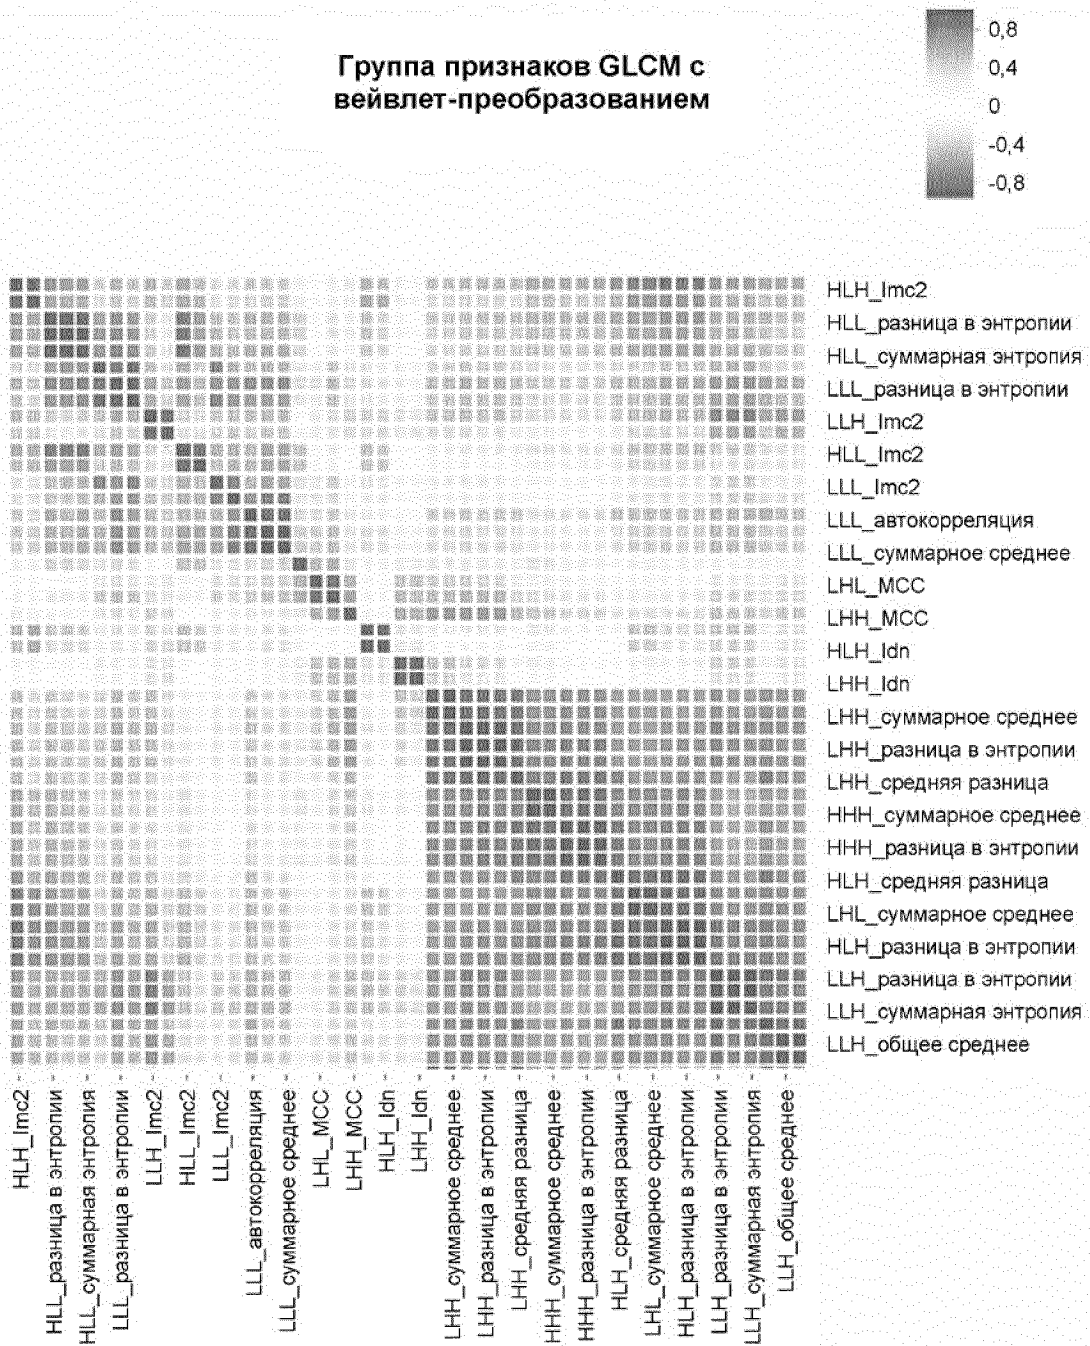 Группа признаков GLCM с
вейвлет-преобразованием
0,8
0,4
0
-0,4
-0,8
HLH_Imc2
HLL_разница в энтропии
HLL_суммарная энтропия
LLL_разница в энтропии
LLH_Imc2
HLL_Imc2
LLL_Imc2
LLL_автокорреляция
LLL_суммарное среднее
LHL_MCC
LHH_MCC
HLH_Idn
LHH_Idn
LHH_суммарное среднее
LHH_разница в энтропии
LHH_средняя разница
HHH_суммарное среднее
HHH_разница в энтропии
HLH_средняя разница
LHL_суммарное среднее
HLH_разница в энтропии
LLH_разница в энтропии
LLH_суммарная энтропия
LLH_общее среднее
HLH_Imc2
HLL_разница в энтропии
HLL_суммарная энтропия
LLL_разница в энтропии
LLH_Imc2
HLL_Imc2
LLL_Imc2
LLL_автокорреляция
LLL_суммарное среднее
LHL_MCC
LHH_MCC
HLH_Idn
LHH_Idn
LHH_суммарное среднее
LHH_разница в энтропии
LHH_средняя разница
HHH_суммарное среднее
HHH_разница в энтропии
HLH_средняя разница
LHL_суммарное среднее
HLH_разница в энтропии
LLH_разница в энтропии
LLH_суммарная энтропия
LLH_общее среднее